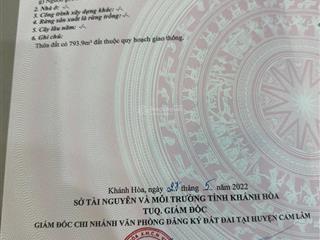 2. Nhà ở: -/-
3. Công trình xây dựng khác: -/-
4. Rừng sản xuất là rừng trồng: -/-
5. Cây lâu năm: -/-
6. Ghi chú:
Thửa đất có 793.9m² đất thuộc quy hoạch giao thông.
Khánh Hòa, ngày 27 tháng 5. năm 2022
SỞ TÀI NGUYÊN VÀ MÔI TRƯỜNG TỈNH KHÁNH HÒA
TUQ. GIÁM ĐỐC
GIÁM ĐỐC CHI NHÁNH VĂN PHÒNG ĐĂNG KÝ ĐẤT ĐAI TẠI HUYỆN CAM LÂM